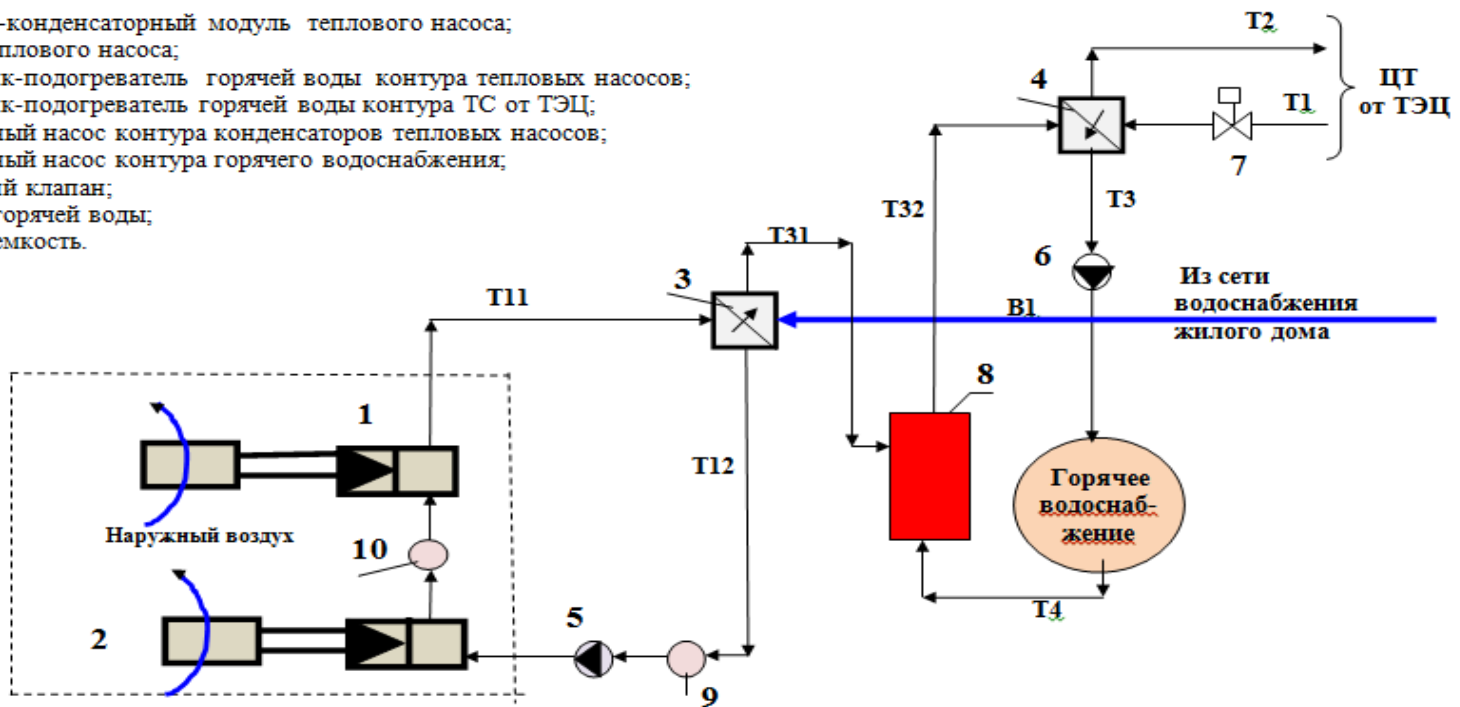 -конденсаторный модуль теплового насоса;
плового насоса;
к-подогреватель горячей воды контура тепловых насосов;
к-подогреватель горячей воды контура ТС от ТЭЦ;
ный насос контура конденсаторов тепловых насосов;
ный насос контура горячего водоснабжения;
й клапан;
горячей воды;
емкость.
Т2
4
ЦТ
от ТЭЦ
Т1
7
Т3
Т32
Т31
6
3
Из сети
водоснабжения
жилого дома
Т11
В1
8
1
Т12
Горячее
водоснаб-
жение
Наружный воздух
10
Т4
5
2
9